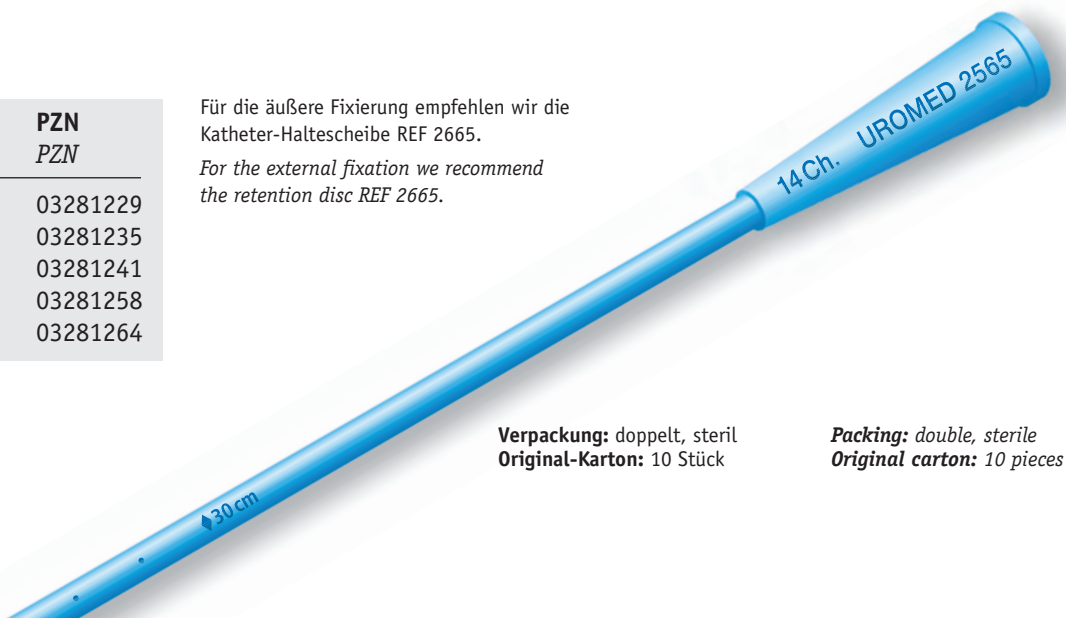 PZN
PZN
03281229
03281235
03281241
03281258
03281264
Für die äußere Fixierung empfehlen wir die
Katheter-Haltescheibe REF 2665.
For the external fixation we recommend
the retention disc REF 2665.
14 Ch. UROMED 2565
30 cm
Verpackung: doppelt, steril
Original-Karton: 10 Stück
Packing: double, sterile
Original carton: 10 pieces